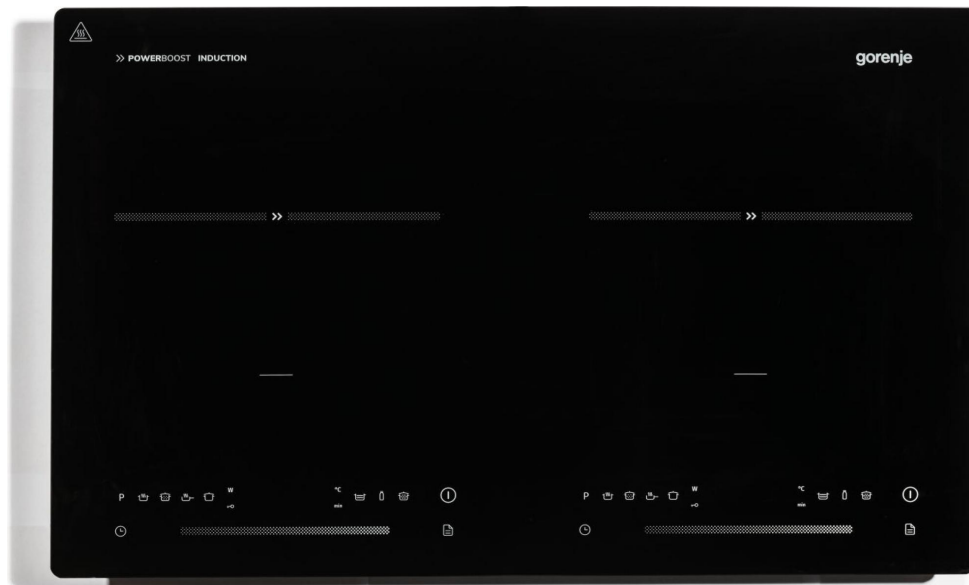 POWERBOOST INDUCTION
gorenje
P W °C
min
P W °C
min